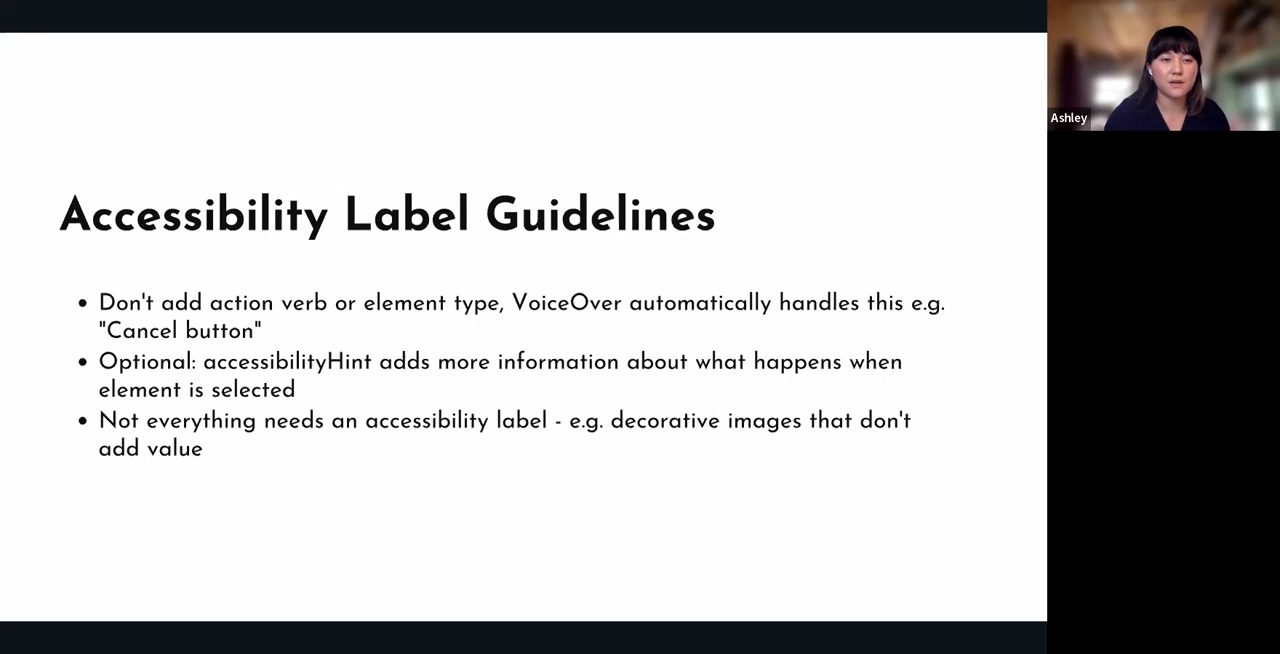 Accessibility Label Guidelines
Don't add action verb or element type, VoiceOver automatically handles this e.g.
"Cancel button"
Optional: accessibilityHint adds more information about what happens when
element is selected
Not everything needs an accessibility label - e.g. decorative images that don't
add value
Ashley